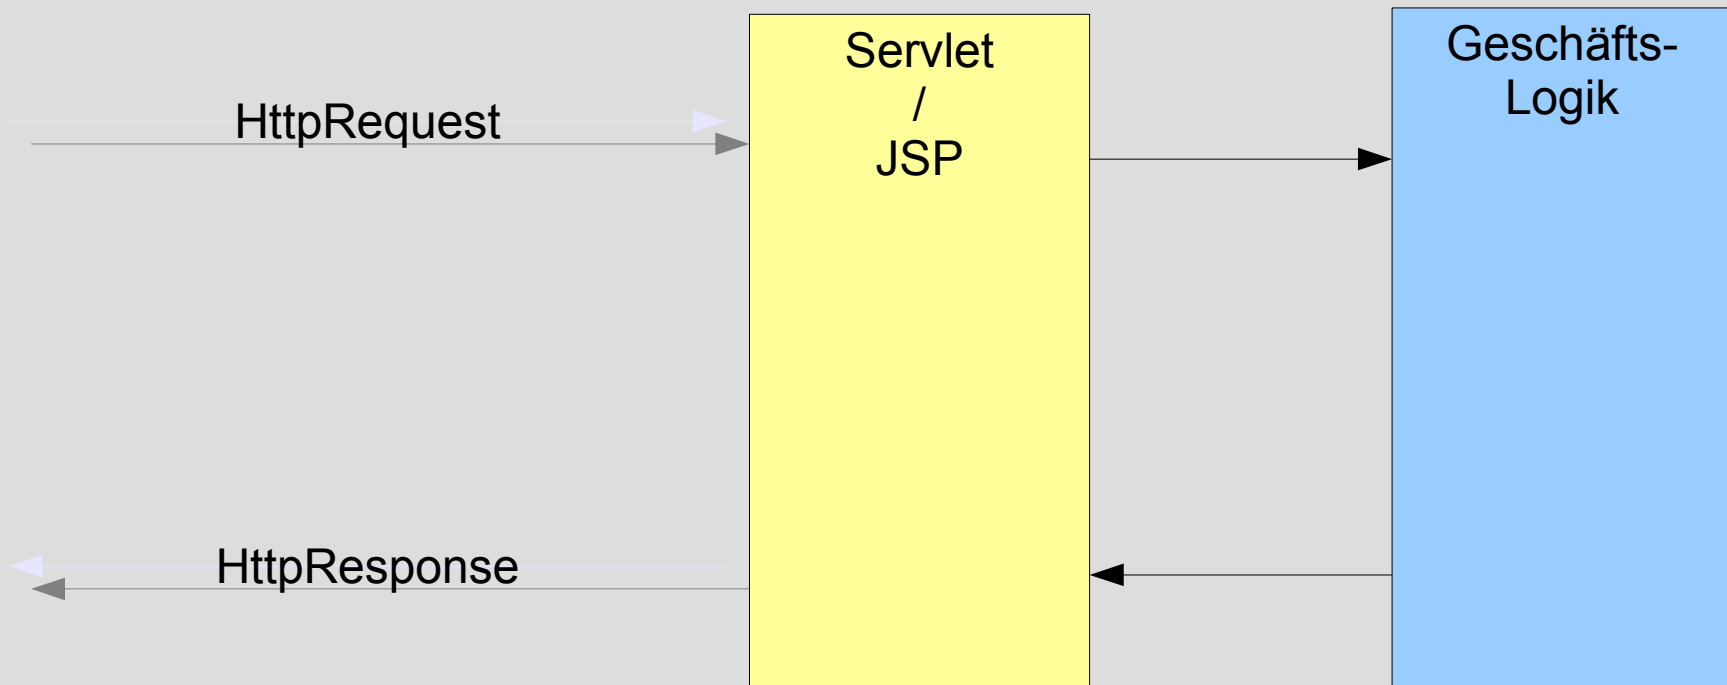 Servlet
/
JSP
Geschäfts-
Logik
HttpRequest
HttpResponse